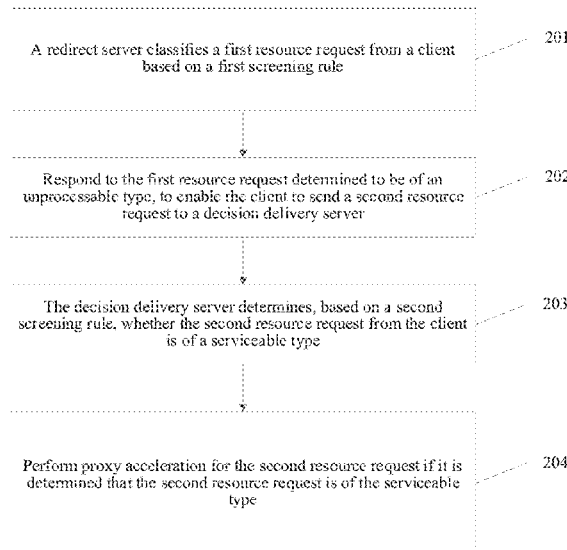 A redirect server classifies a first resource request from a client
based on a first screening rule
201
Respond to the first resource request determined to be of an
unprocessable type, to enable the client to send a second resource
request to a decision delivery server
202
The decision delivery server determines, based on a second
screening rule, whether the second resource request from the client
is of a serviceable type
203
Perform proxy acceleration for the second resource request if it is
determined that the second resource request is of the serviceable
type
204